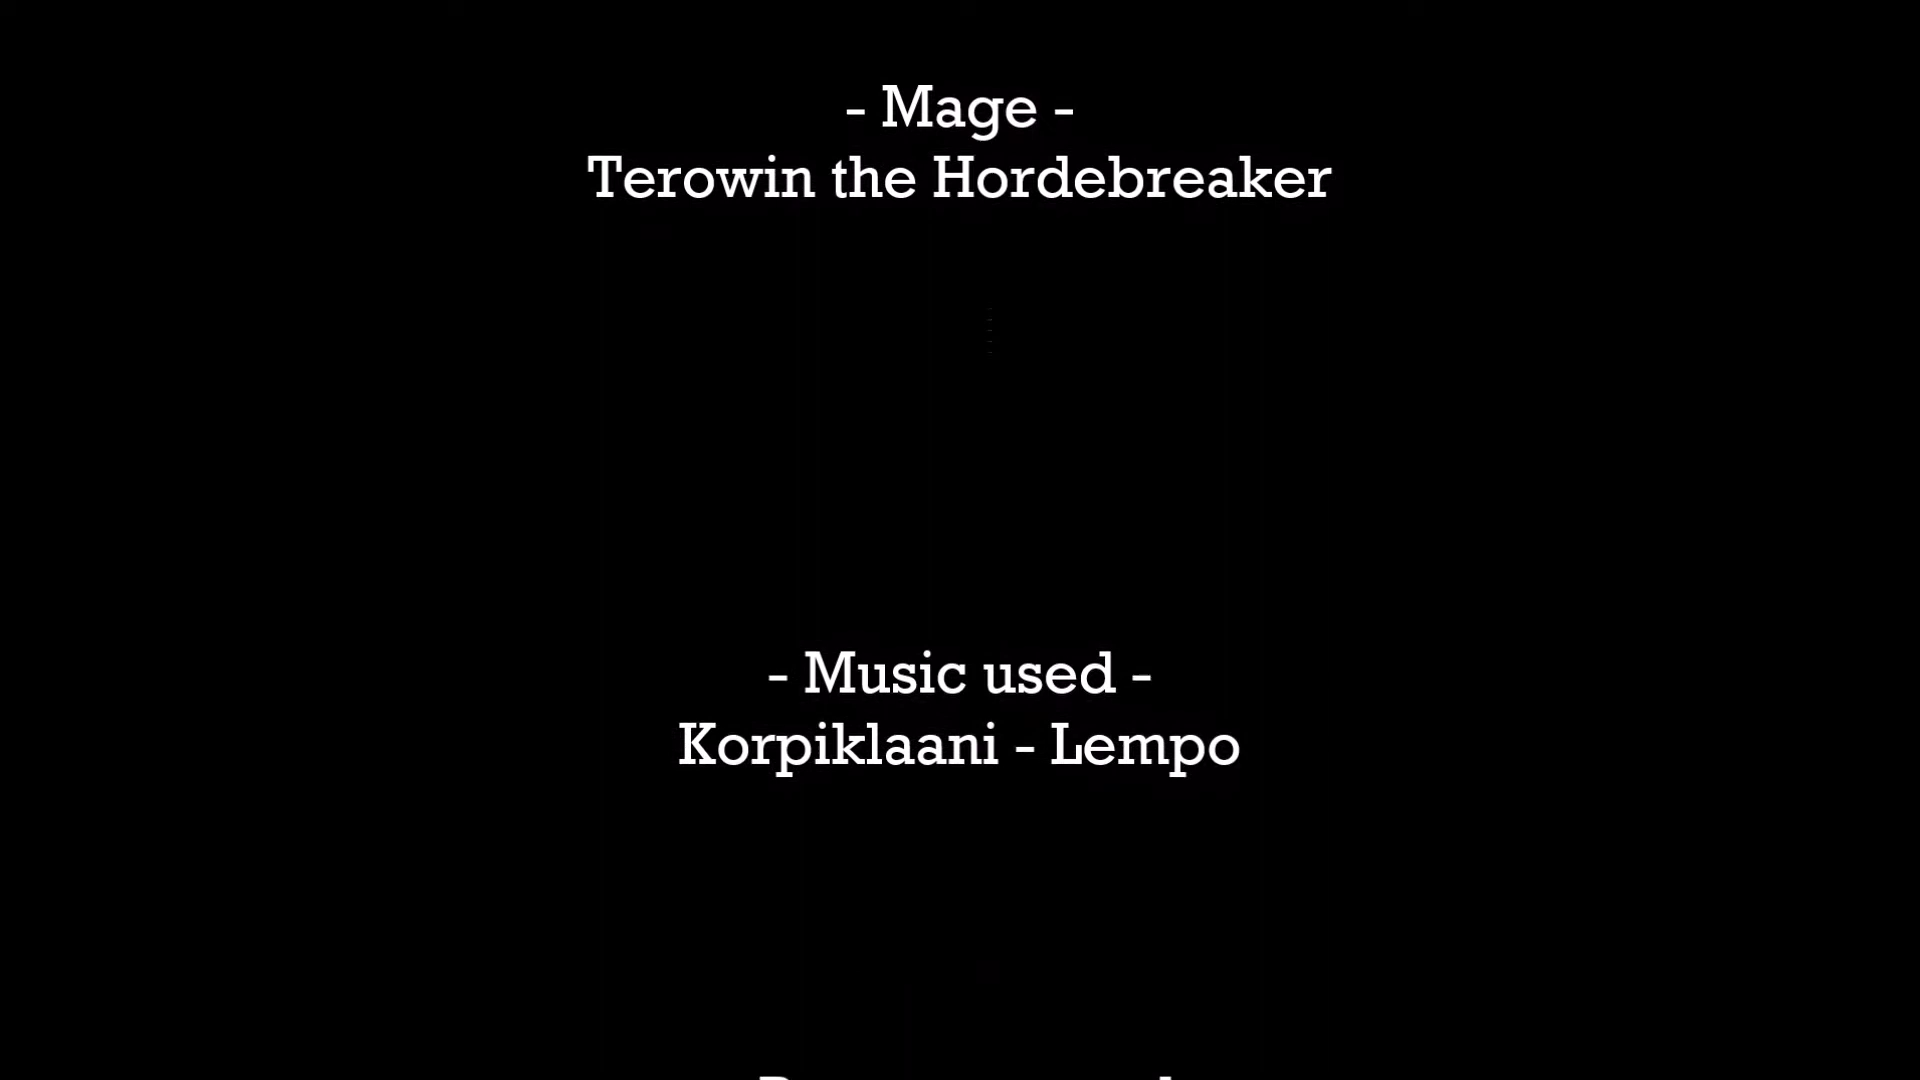 - Mage -
Terowin the Hordebreaker
- Music used -
Korpiklaani - Lempo